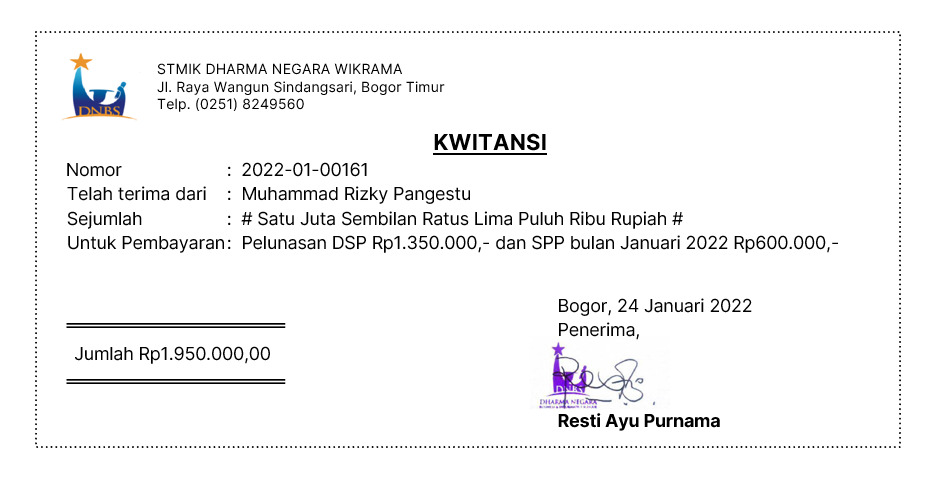 DNBS
STMIK DHARMA NEGARA WIKRAMA
Jl. Raya Wangun Sindangsari, Bogor Timur
Telp. (0251) 8249560
KWITANSI
Nomor : 2022-01-00161
Telah terima dari : Muhammad Rizky Pangestu
Sejumlah : # Satu Juta Sembilan Ratus Lima Puluh Ribu Rupiah #
Untuk Pembayaran: Pelunasan DSP Rp1.350.000,- dan SPP bulan Januari 2022 Rp600.000,-
Bogor, 24 Januari 2022
Penerima,
Jumlah Rp1.950.000,00
DNBS
DHARMA NEGARA
Resti Ayu Purnama